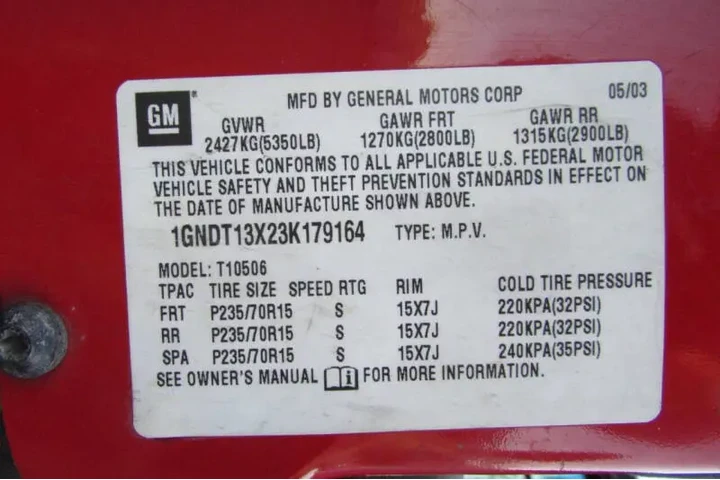 GM
MFD BY GENERAL MOTORS CORP 05/03
GVWR GAWR FRT GAWR RR
2427KG(5350LB) 1270KG(2800LB) 1315KG(2900LB)
THIS VEHICLE CONFORMS TO ALL APPLICABLE U.S. FEDERAL MOTOR
VEHICLE SAFETY AND THEFT PREVENTION STANDARDS IN EFFECT ON
THE DATE OF MANUFACTURE SHOWN ABOVE.
1GNDT13X23K179164 TYPE: M.P.V.
MODEL: T10506
TPAC TIRE SIZE SPEED RTG RIM COLD TIRE PRESSURE
FRT P235/70R15 S 15X7J 220KPA(32PSI)
RR P235/70R15 S 15X7J 220KPA(32PSI)
SPA P235/70R15 S 15X7J 240KPA(35PSI)
SEE OWNER'S MANUAL i FOR MORE INFORMATION.